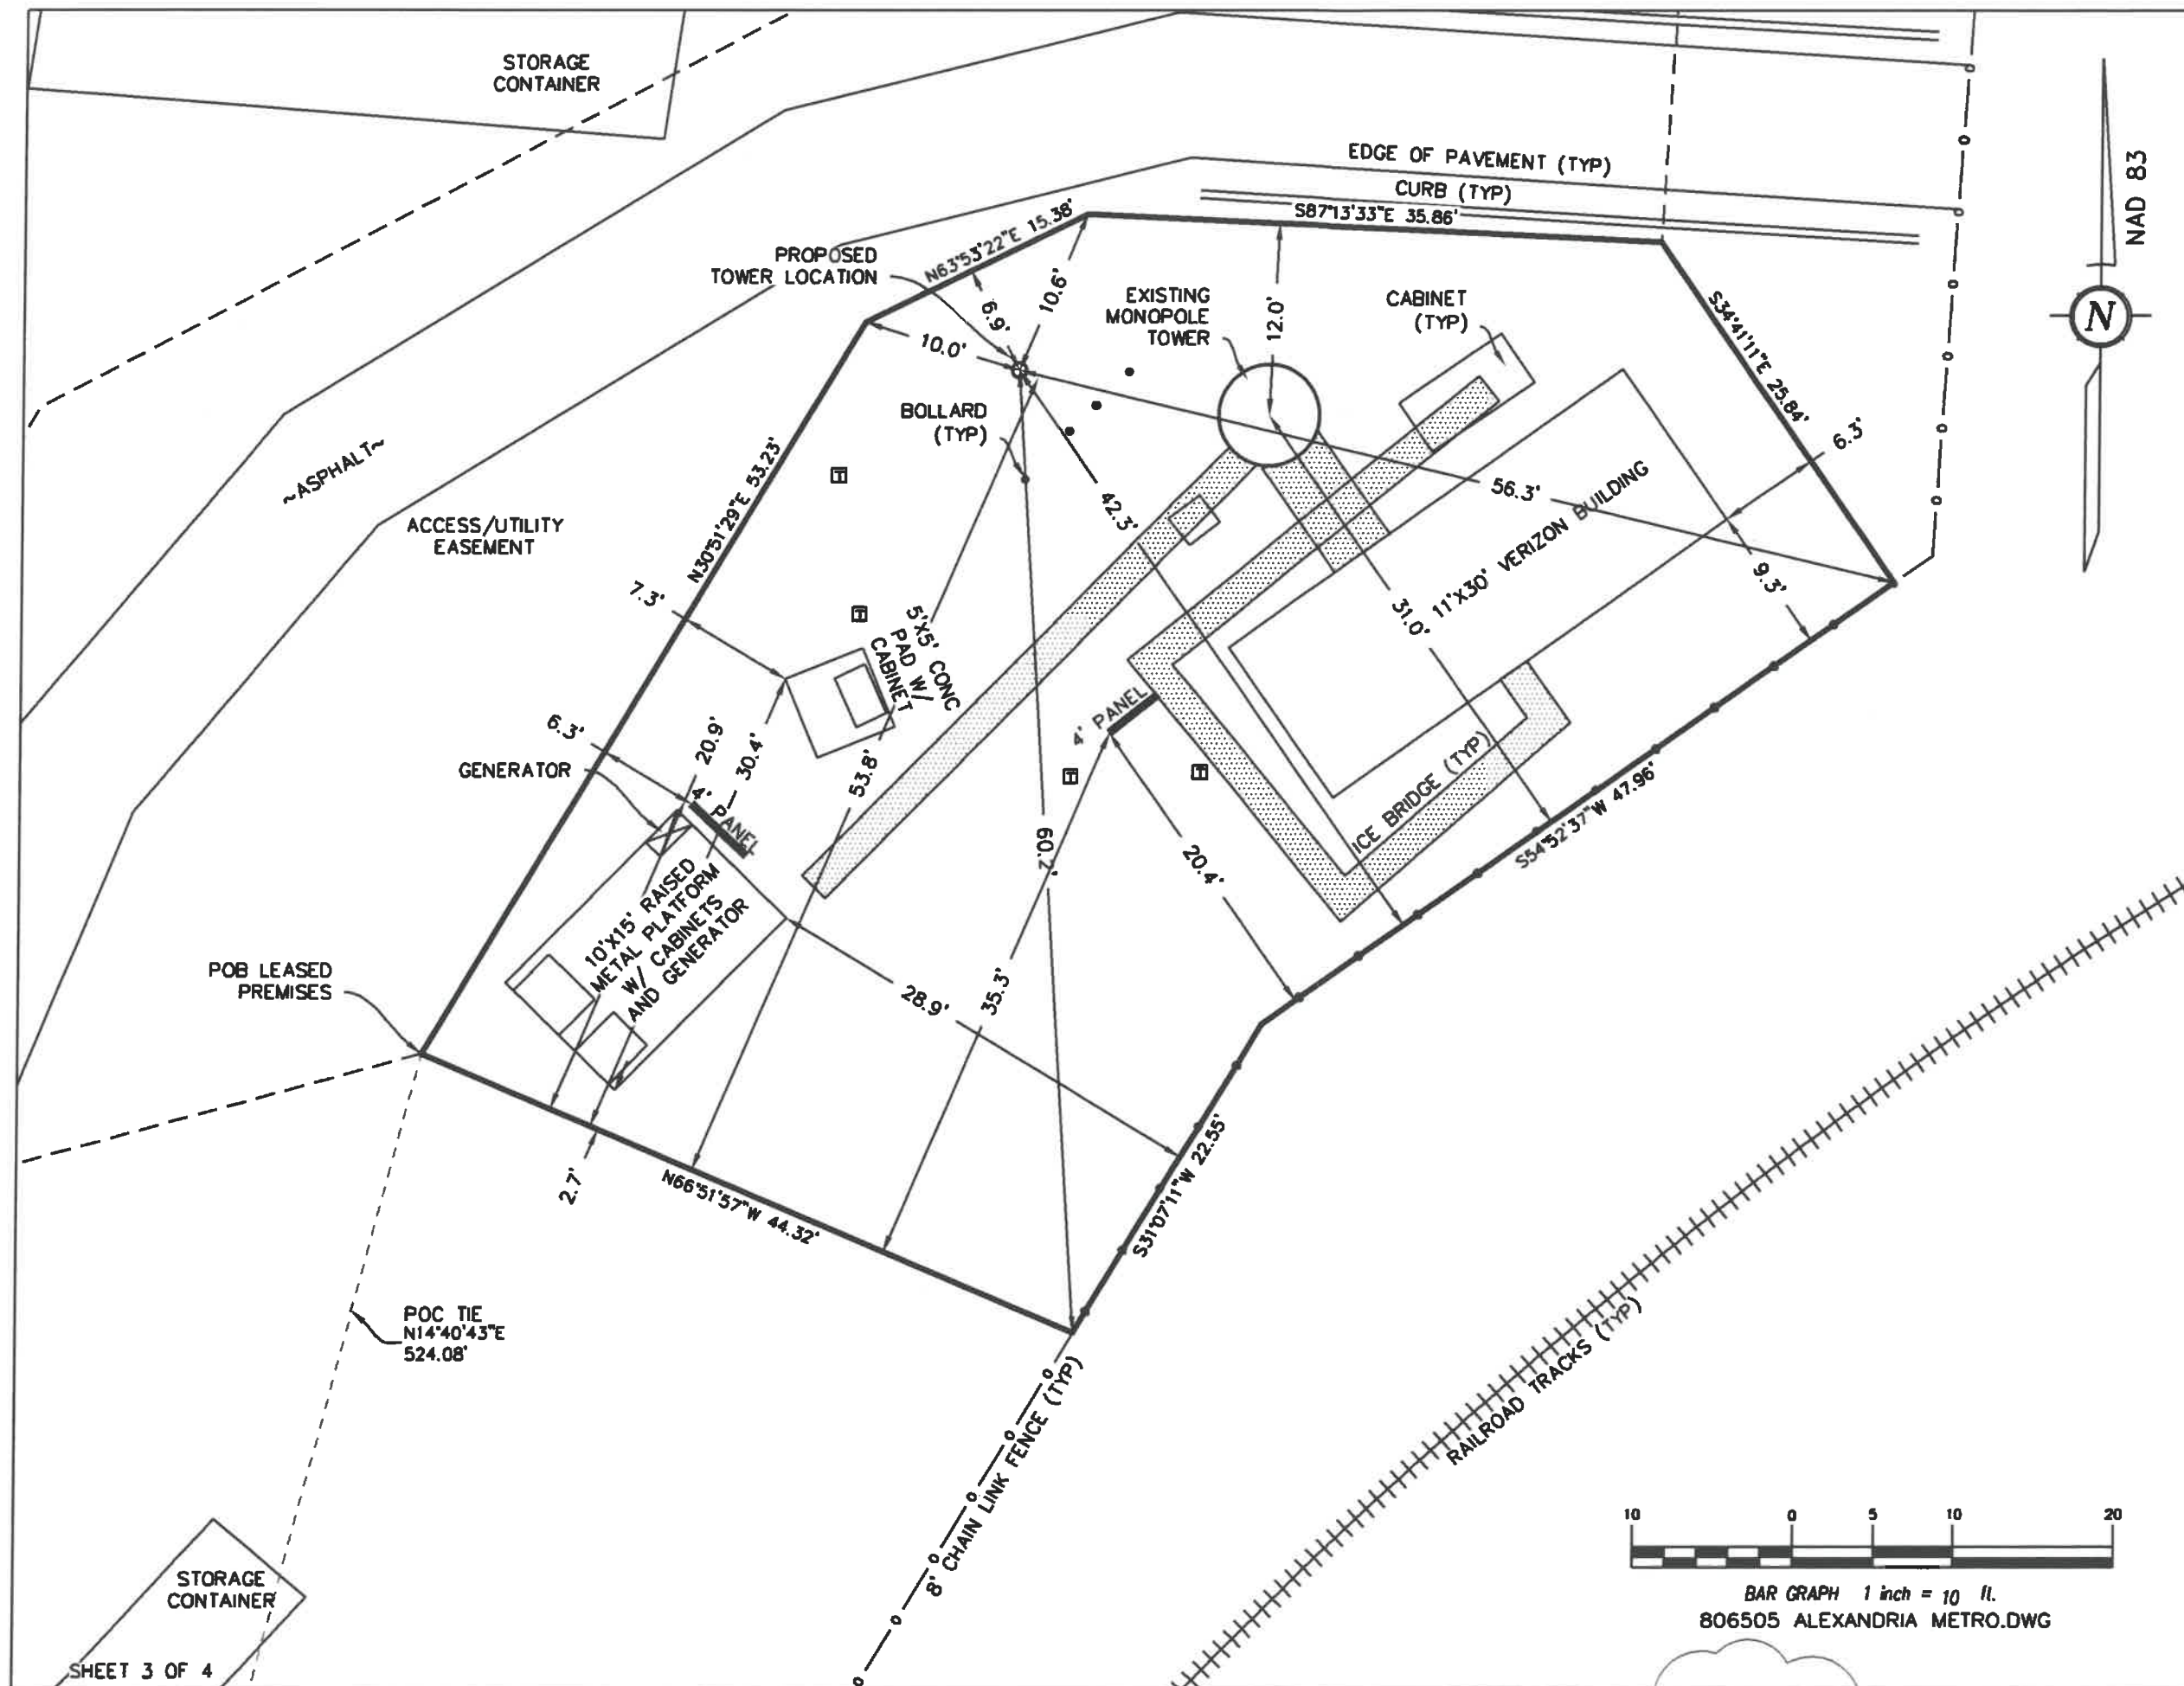 STORAGE
CONTAINER
EDGE OF PAVEMENT (TYP)
CURB (TYP)
S87°13'33"E 35.86'
NAD 83
N
N63°53'22"E 15.38'
PROPOSED
TOWER LOCATION
6.9'
10.6'
10.0'
EXISTING
MONOPOLE
TOWER
12.0'
CABINET
(TYP)
S34°41'11"E 25.84'
6.3'
BOLLARD
(TYP)
~ASPHALT~
ACCESS/UTILITY
EASEMENT
N30°51'29"E 53.23'
T
42.3'
56.3'
11'X30' VERIZON BUILDING
9.3'
31.0'
7.3'
T
5'X5' CONC
PAD W/
CABINET
4' PANEL
6.3'
20.9'
30.4'
53.8'
GENERATOR
4' PANEL
T
T
ICE BRIDGE (TYP)
S54°52'37"W 47.96'
60.2'
20.4'
10'X15' RAISED
METAL PLATFORM
W/ CABINETS
AND GENERATOR
POB LEASED
PREMISES
28.9'
35.3'
2.7'
N66°51'57"W 44.32'
S31°07'11"W 22.55'
POC TIE
N14°40'43"E
524.08'
8' CHAIN LINK FENCE (TYP)
RAILROAD TRACKS (TYP)
10 0 5 10 20
BAR GRAPH 1 inch = 10 ft.
806505 ALEXANDRIA METRO.DWG
STORAGE
CONTAINER
SHEET 3 OF 4